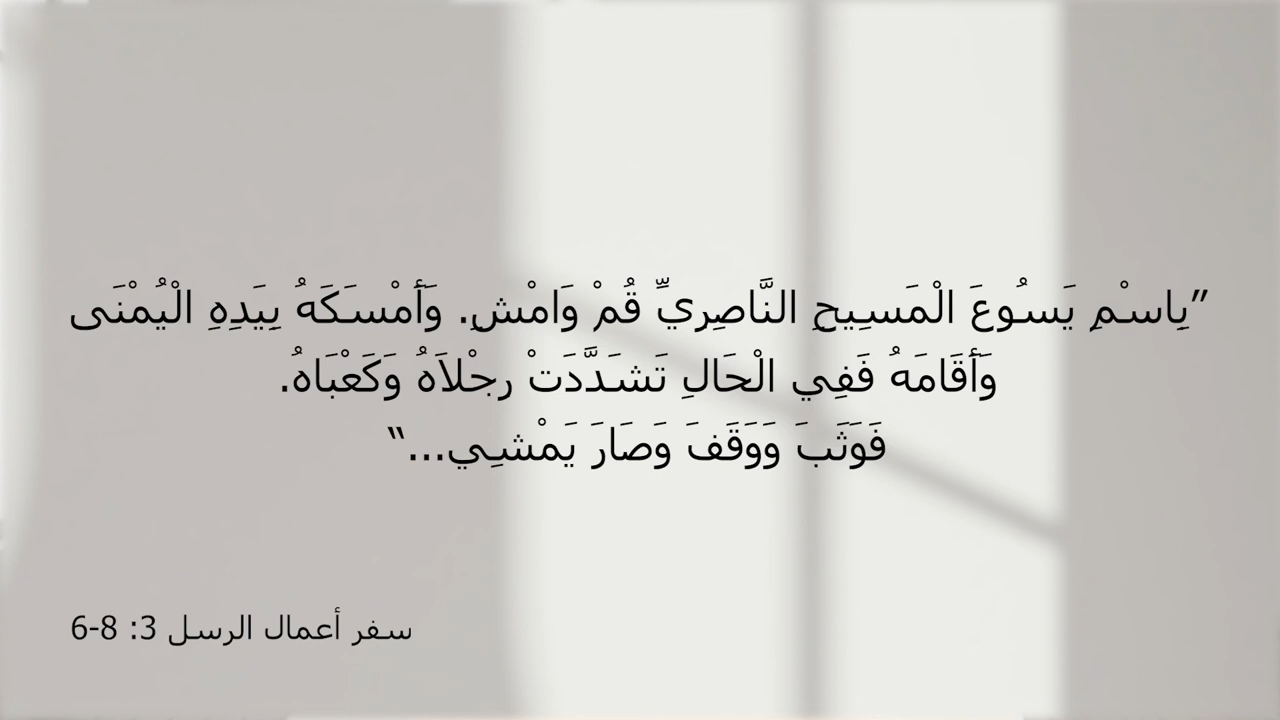 ”بِاسْمِ يَسُوعَ الْمَسِيحِ النَّاصِرِيِّ قُمْ وَامْشِ. وَأَمْسَكَهُ بِيَدِهِ الْيُمْنَى
وَأَقَامَهُ فَفِي الْحَالِ تَشَدَّدَتْ رِجْلاَهُ وَكَعْبَاهُ.
فَوَثَبَ وَوَقَفَ وَصَارَ يَمْشِي...‟
سفر أعمال الرسل 3: 8-6